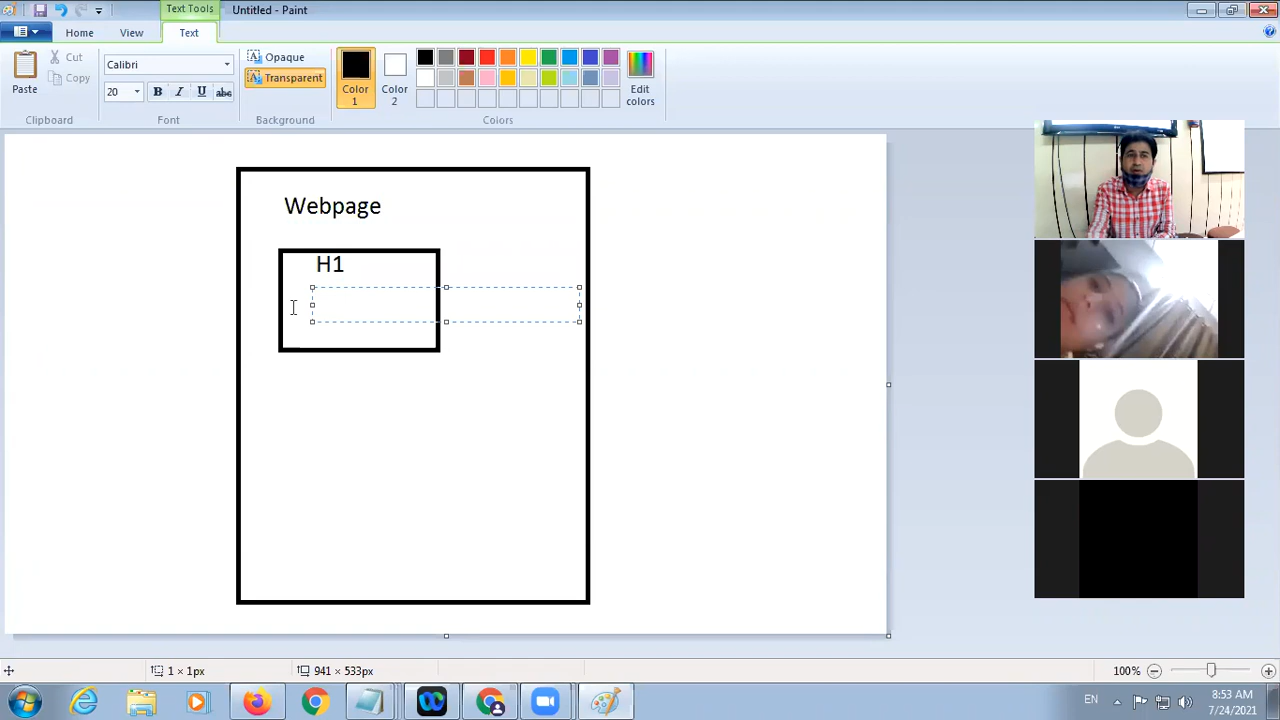 Text Tools
Untitled - Paint
Home
View
Text
Paste
Cut
Copy
Clipboard
Calibri
20
B I U abc
Font
Opaque
Transparent
Background
Color
1
Color
2
Edit
colors
Colors
Webpage
H1
1 × 1px
941 × 533px
100%
EN
8:53 AM
7/24/2021